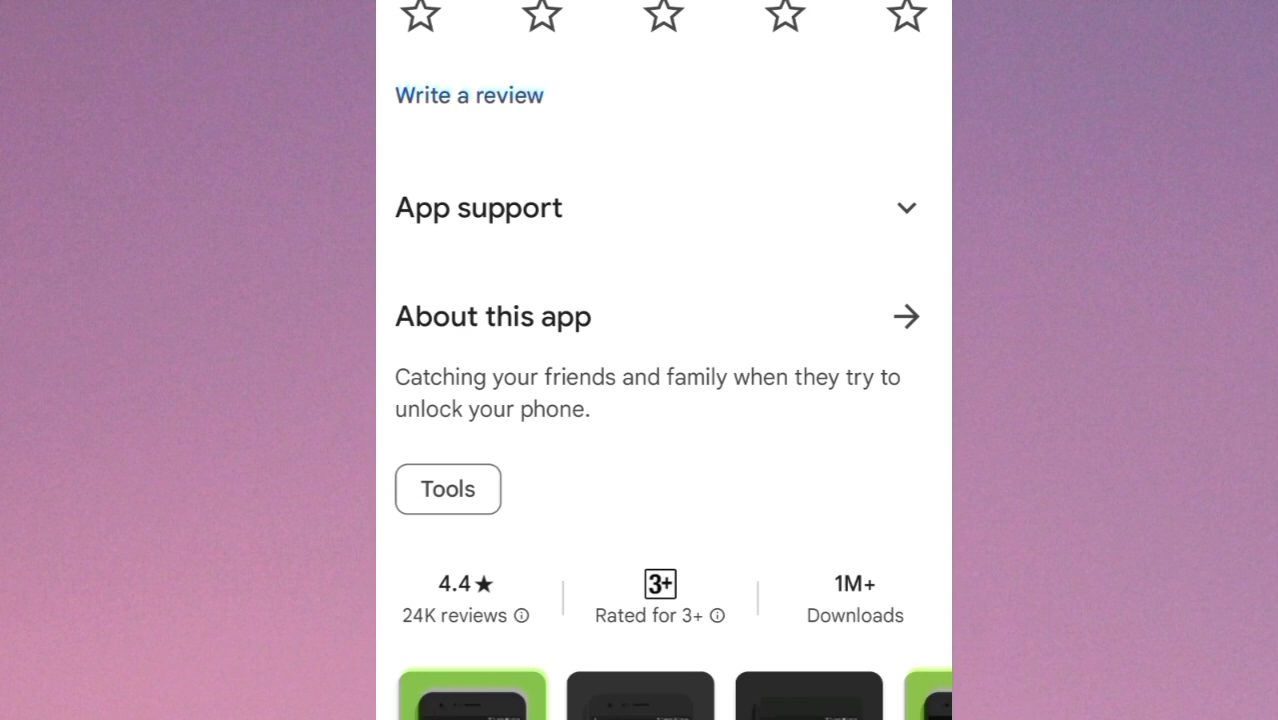 Write a review
App support
About this app
Catching your friends and family when they try to
unlock your phone.
Tools
4.4★
24K reviews
3+
Rated for 3+
1M+
Downloads